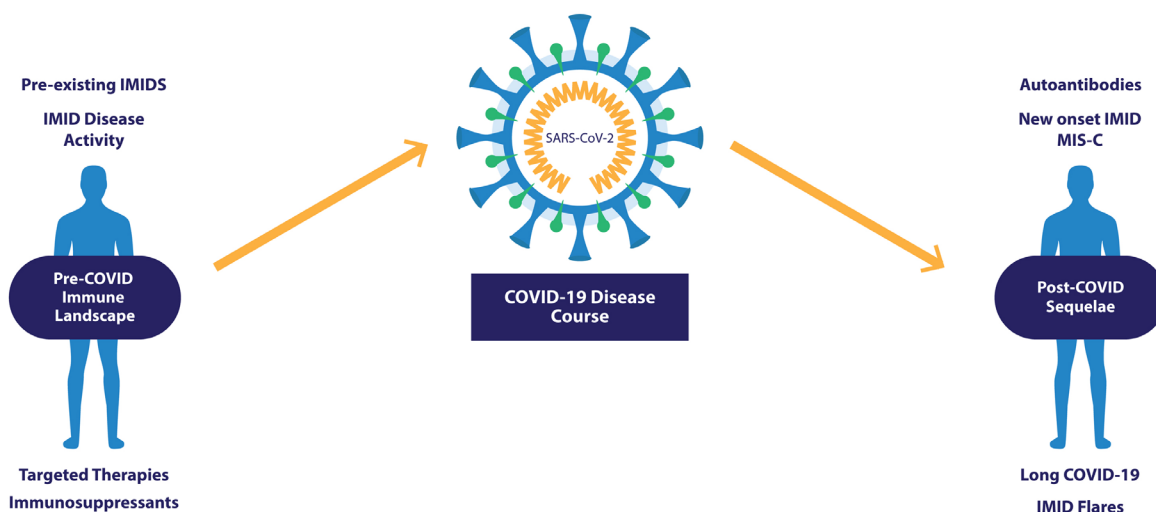 Pre-existing IMIDS
IMID Disease
Activity
Pre-COVID
Immune
Landscape
Targeted Therapies
Immunosuppressants
SARS-CoV-2
COVID-19 Disease
Course
Autoantibodies
New onset IMID
MIS-C
Post-COVID
Sequelae
Long COVID-19
IMID Flares